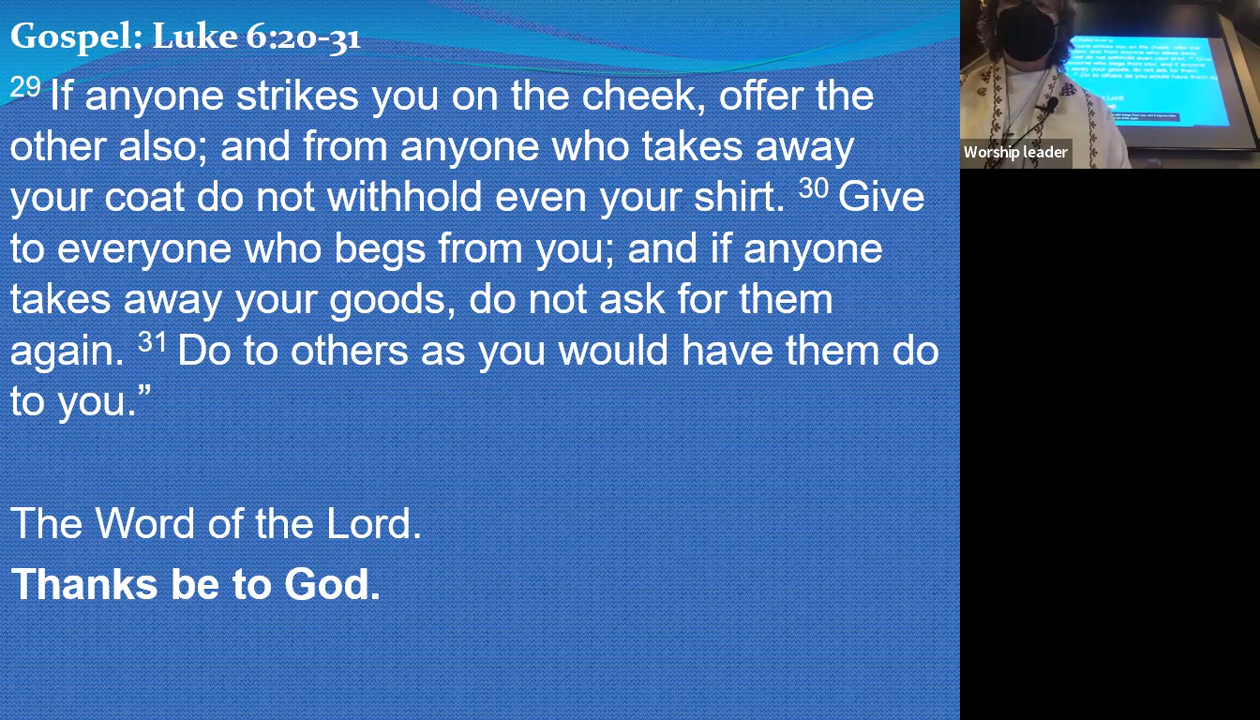 Gospel: Luke 6:20-31
29 If anyone strikes you on the cheek, offer the
other also; and from anyone who takes away
your coat do not withhold even your shirt. 30 Give
to everyone who begs from you; and if anyone
takes away your goods, do not ask for them
again. 31 Do to others as you would have them do
to you.”
The Word of the Lord.
Thanks be to God.
Worship leader